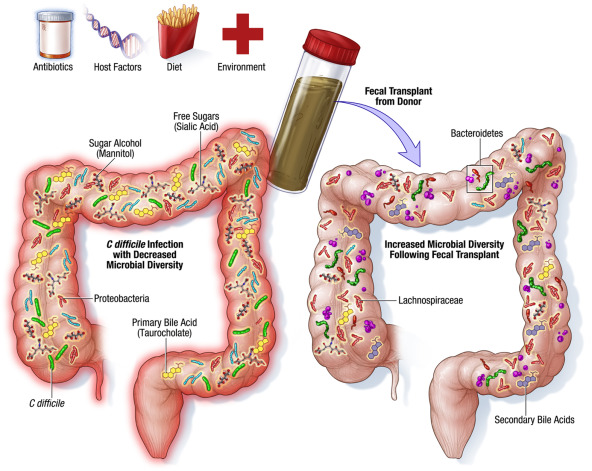 Antibiotics
Host Factors
Diet
Environment
Fecal Transplant
from Donor
Free Sugars
(Sialic Acid)
Sugar Alcohol
(Mannitol)
Bacteroidetes
C difficile Infection
with Decreased
Microbial Diversity
Increased Microbial Diversity
Following Fecal Transplant
Proteobacteria
Lachnospiraceae
Primary Bile Acid
(Taurocholate)
C difficile
Secondary Bile Acids